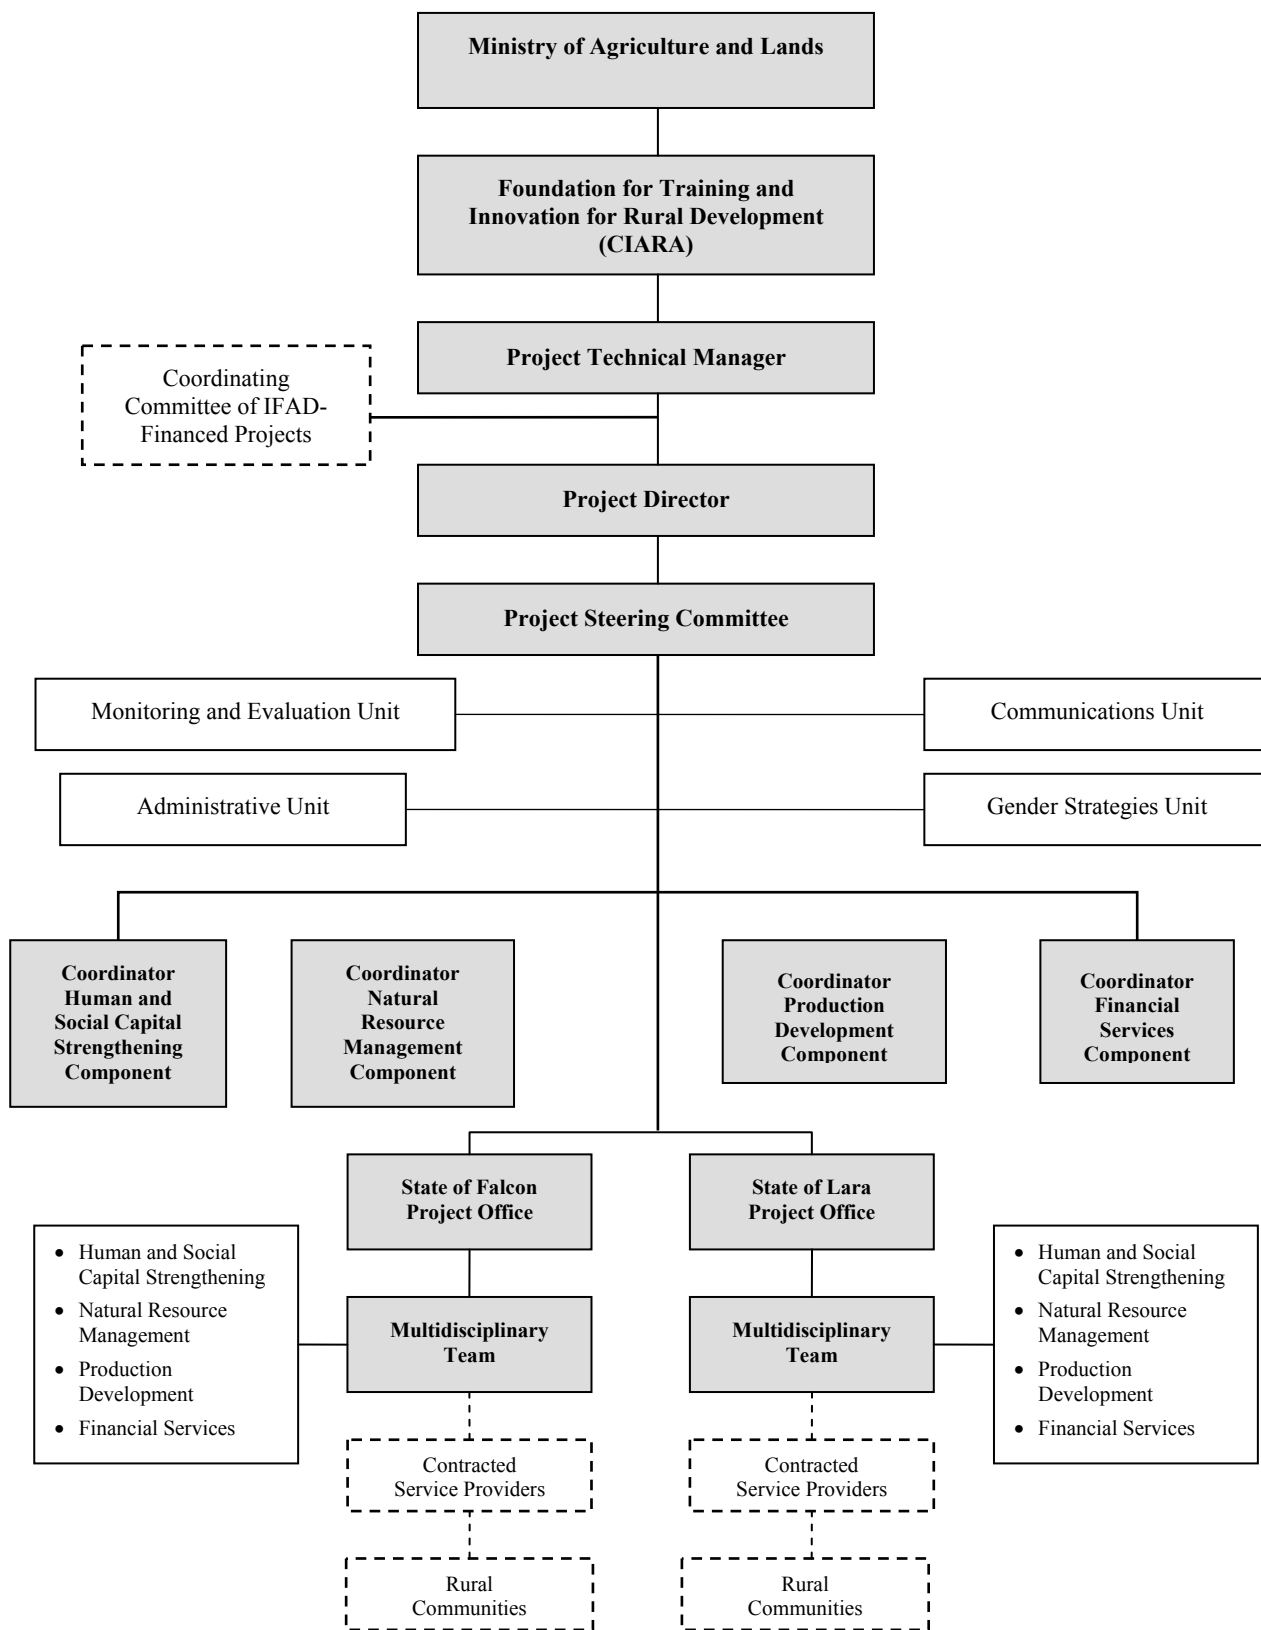 Ministry of Agriculture and Lands
Foundation for Training and
Innovation for Rural Development
(CIARA)
Project Technical Manager
Coordinating
Committee of IFAD-
Financed Projects
Project Director
Project Steering Committee
Monitoring and Evaluation Unit
Communications Unit
Administrative Unit
Gender Strategies Unit
Coordinator
Human and
Social Capital
Strengthening
Component
Coordinator
Natural
Resource
Management
Component
Coordinator
Production
Development
Component
Coordinator
Financial
Services
Component
State of Falcon
Project Office
State of Lara
Project Office
• Human and Social
Capital Strengthening
• Natural Resource
Management
• Production
Development
• Financial Services
Multidisciplinary
Team
Multidisciplinary
Team
• Human and Social
Capital Strengthening
• Natural Resource
Management
• Production
Development
• Financial Services
Contracted
Service Providers
Contracted
Service Providers
Rural
Communities
Rural
Communities